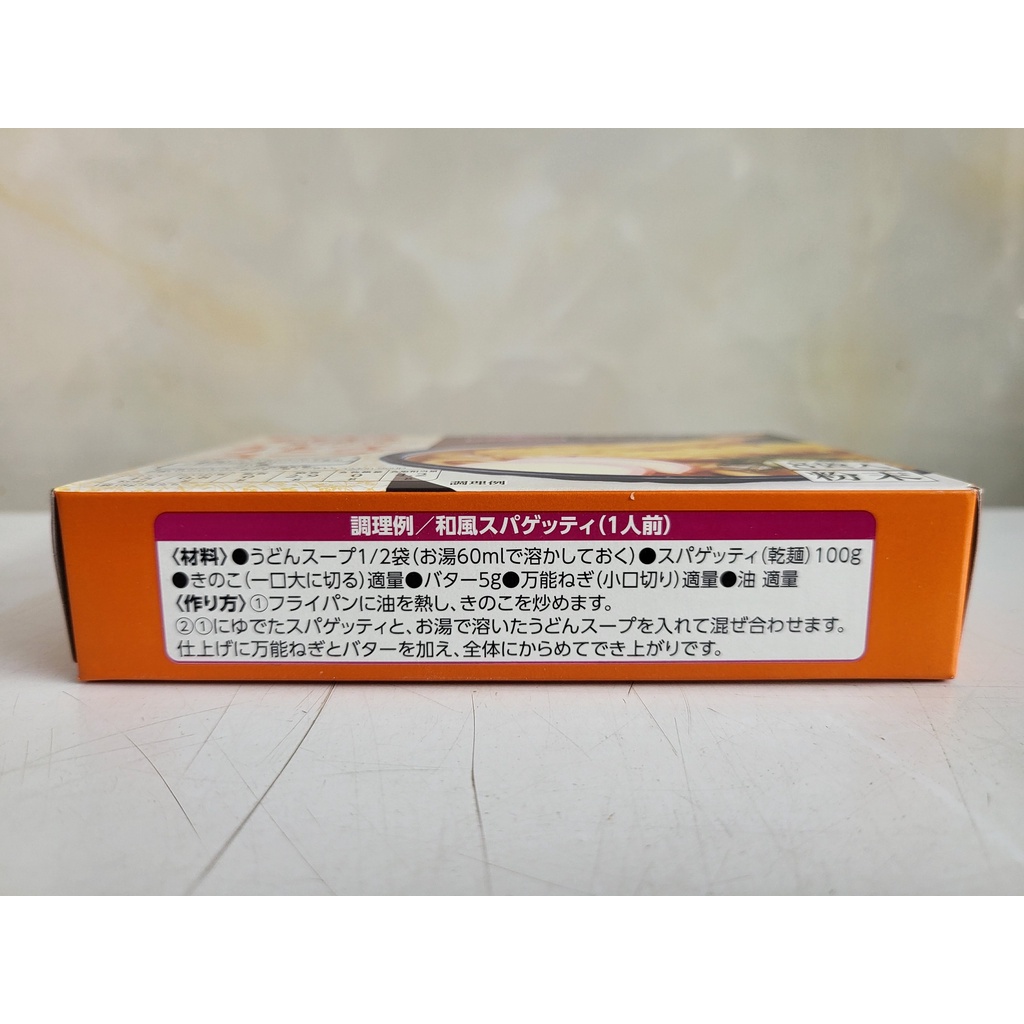 調理例
粉末
調理例／和風スパゲッティ(1人前)
〈材料〉●うどんスープ1/2袋(お湯60mlで溶かしておく)●スパゲッティ(乾麺)100g
●きのこ(一口大に切る)適量●バター5g●万能ねぎ(小口切り)適量●油 適量
〈作り方〉①フライパンに油を熱し、きのこを炒めます。
②①にゆでたスパゲッティと、お湯で溶いたうどんスープを入れて混ぜ合わせます。
仕上げに万能ねぎとバターを加え、全体にからめてでき上がりです。